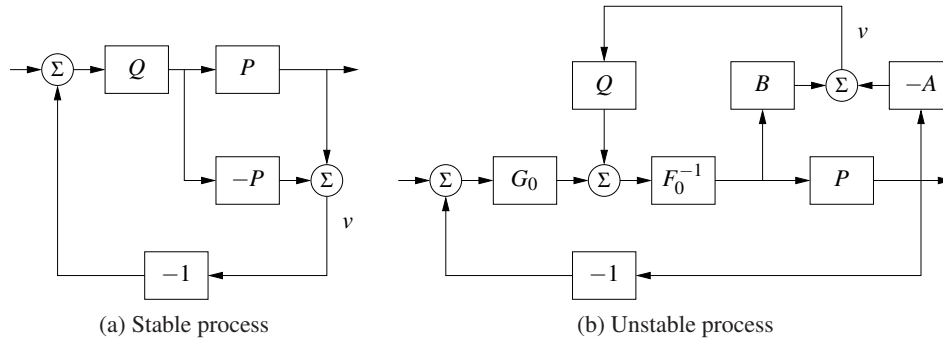 Σ
Q
P
−P
Σ
v
−1
(a) Stable process
v
Q
B
Σ
−A
Σ
G₀
Σ
F₀⁻¹
P
−1
(b) Unstable process